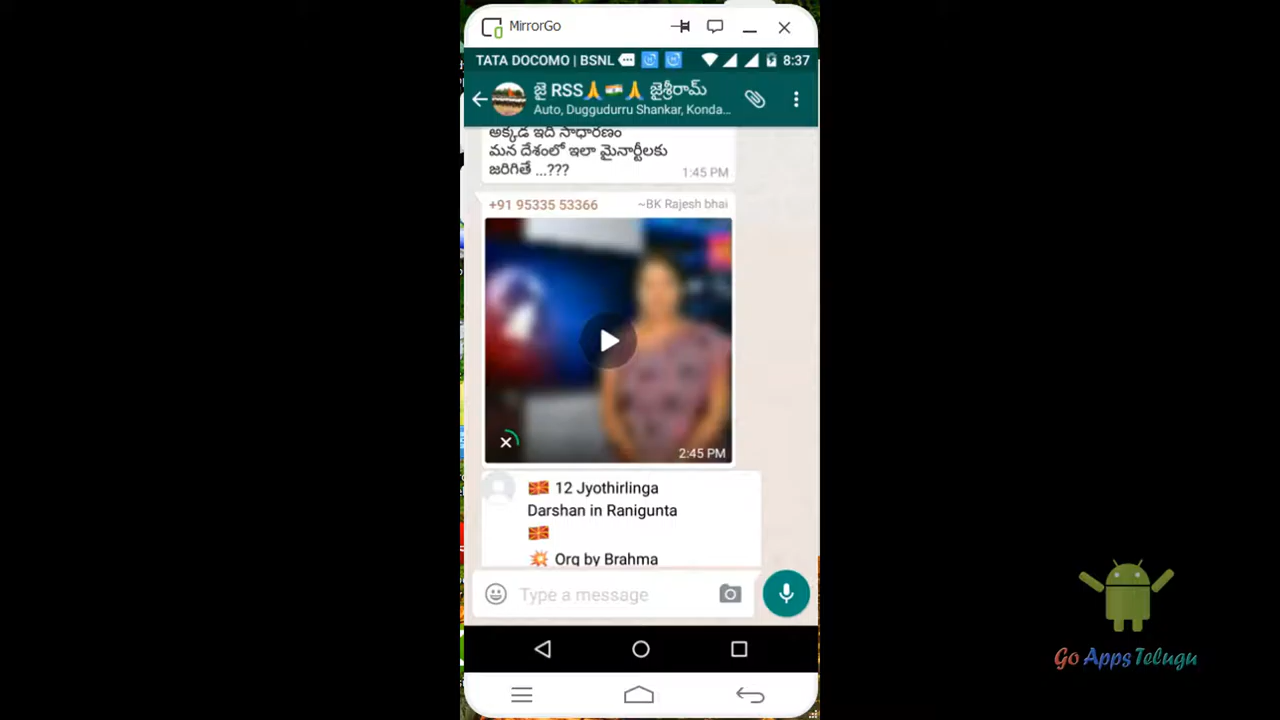 MirrorGo
TATA DOCOMO | BSNL 8:37
జై RSS🙏🇮🇳🙏 జైశ్రీరామ్
Auto, Duggudurru Shankar, Konda...
అక్కడ ఇది సాధారణం
మన దేశంలో ఇలా మైనార్టీలకు
జరిగితే ...???
1:45 PM
+91 95335 53366 ~BK Rajesh bhai
2:45 PM
🇲🇰 12 Jyothirlinga
Darshan in Ranigunta
🇲🇰
💥 Org by Brahma
Type a message
Go Apps Telugu